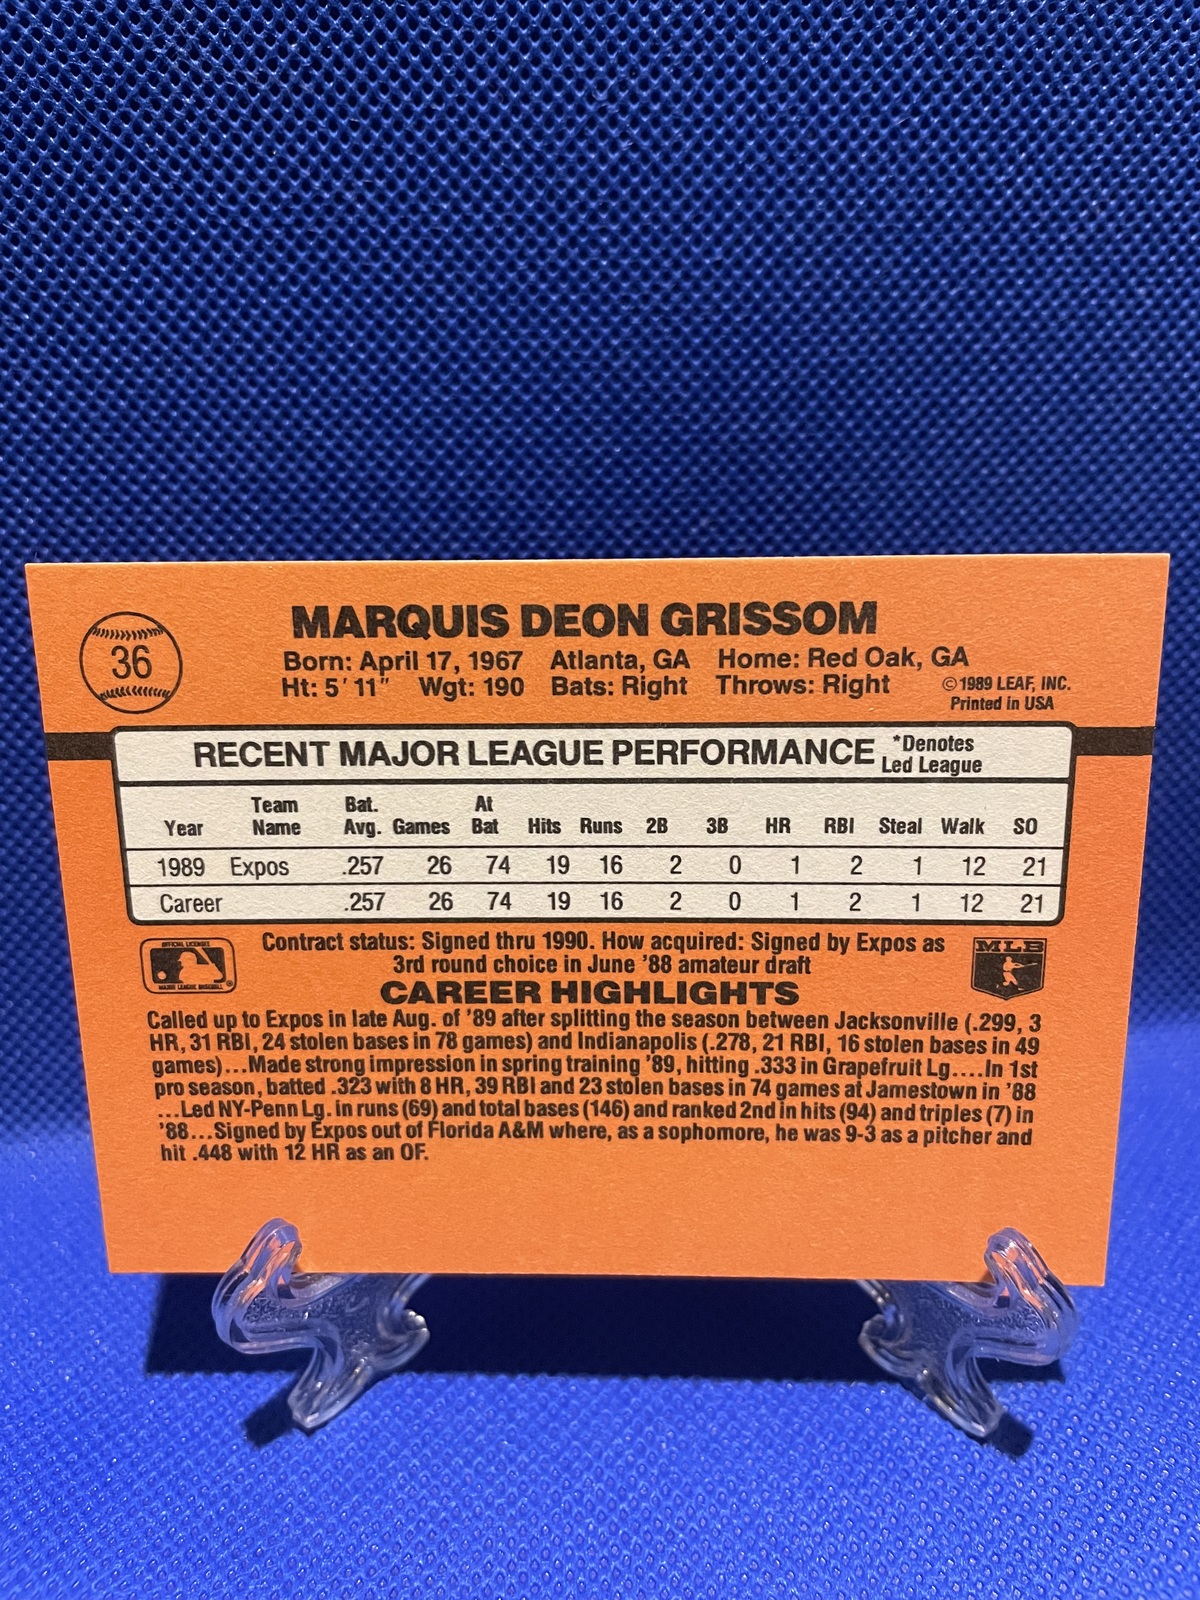 36
MARQUIS DEON GRISSOM
Born: April 17, 1967 Atlanta, GA Home: Red Oak, GA
Ht: 5' 11" Wgt: 190 Bats: Right Throws: Right
©1989 LEAF, INC.
Printed in USA
RECENT MAJOR LEAGUE PERFORMANCE *Denotes Led League
Year Team Name Bat. Avg. Games At Bat Hits Runs 2B 3B HR RBI Steal Walk SO
1989 Expos .257 26 74 19 16 2 0 1 2 1 12 21
Career .257 26 74 19 16 2 0 1 2 1 12 21
OFFICIAL LICENSEE
MAJOR LEAGUE BASEBALL
®
Contract status: Signed thru 1990. How acquired: Signed by Expos as
3rd round choice in June '88 amateur draft
MLB
CAREER HIGHLIGHTS
Called up to Expos in late Aug. of '89 after splitting the season between Jacksonville (.299, 3
HR, 31 RBI, 24 stolen bases in 78 games) and Indianapolis (.278, 21 RBI, 16 stolen bases in 49
games)...Made strong impression in spring training '89, hitting .333 in Grapefruit Lg....In 1st
pro season, batted .323 with 8 HR, 39 RBI and 23 stolen bases in 74 games at Jamestown in '88
...Led NY-Penn Lg. in runs (69) and total bases (146) and ranked 2nd in hits (94) and triples (7) in
'88...Signed by Expos out of Florida A&M where, as a sophomore, he was 9-3 as a pitcher and
hit .448 with 12 HR as an OF.